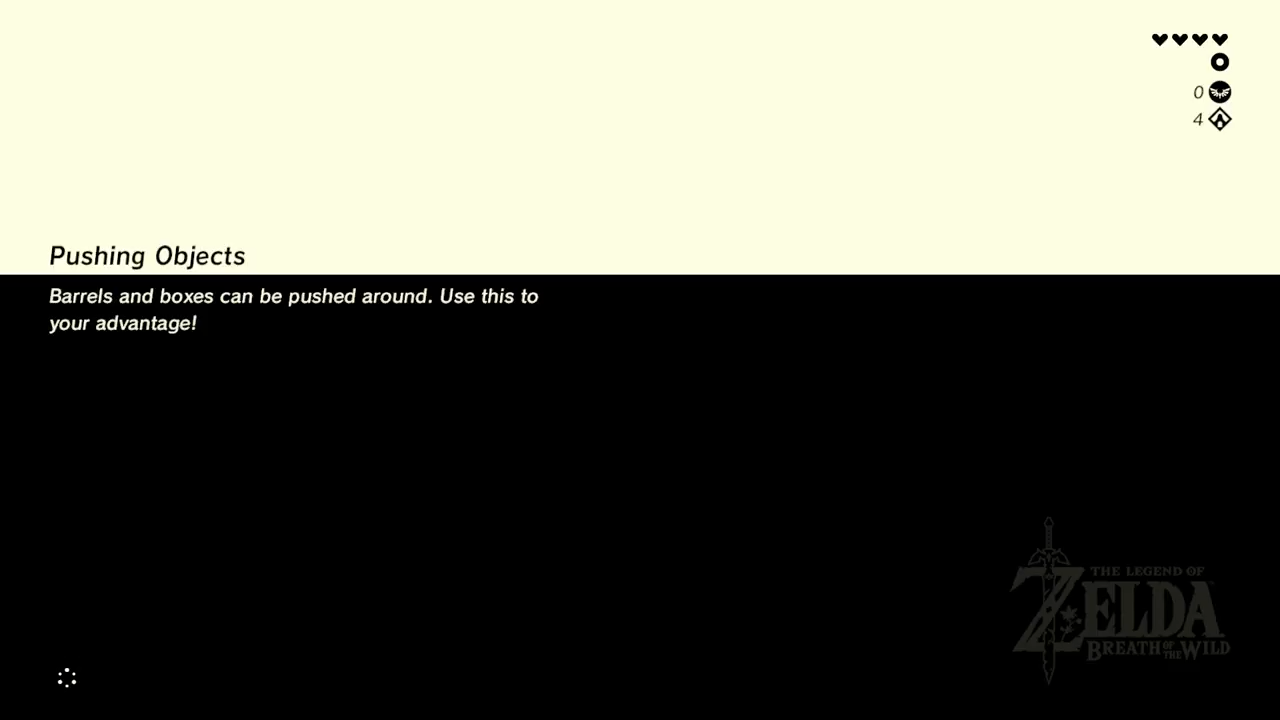 0
4
Pushing Objects
Barrels and boxes can be pushed around. Use this to
your advantage!
THE LEGEND OF
ZELDA
BREATH OF THE WILD